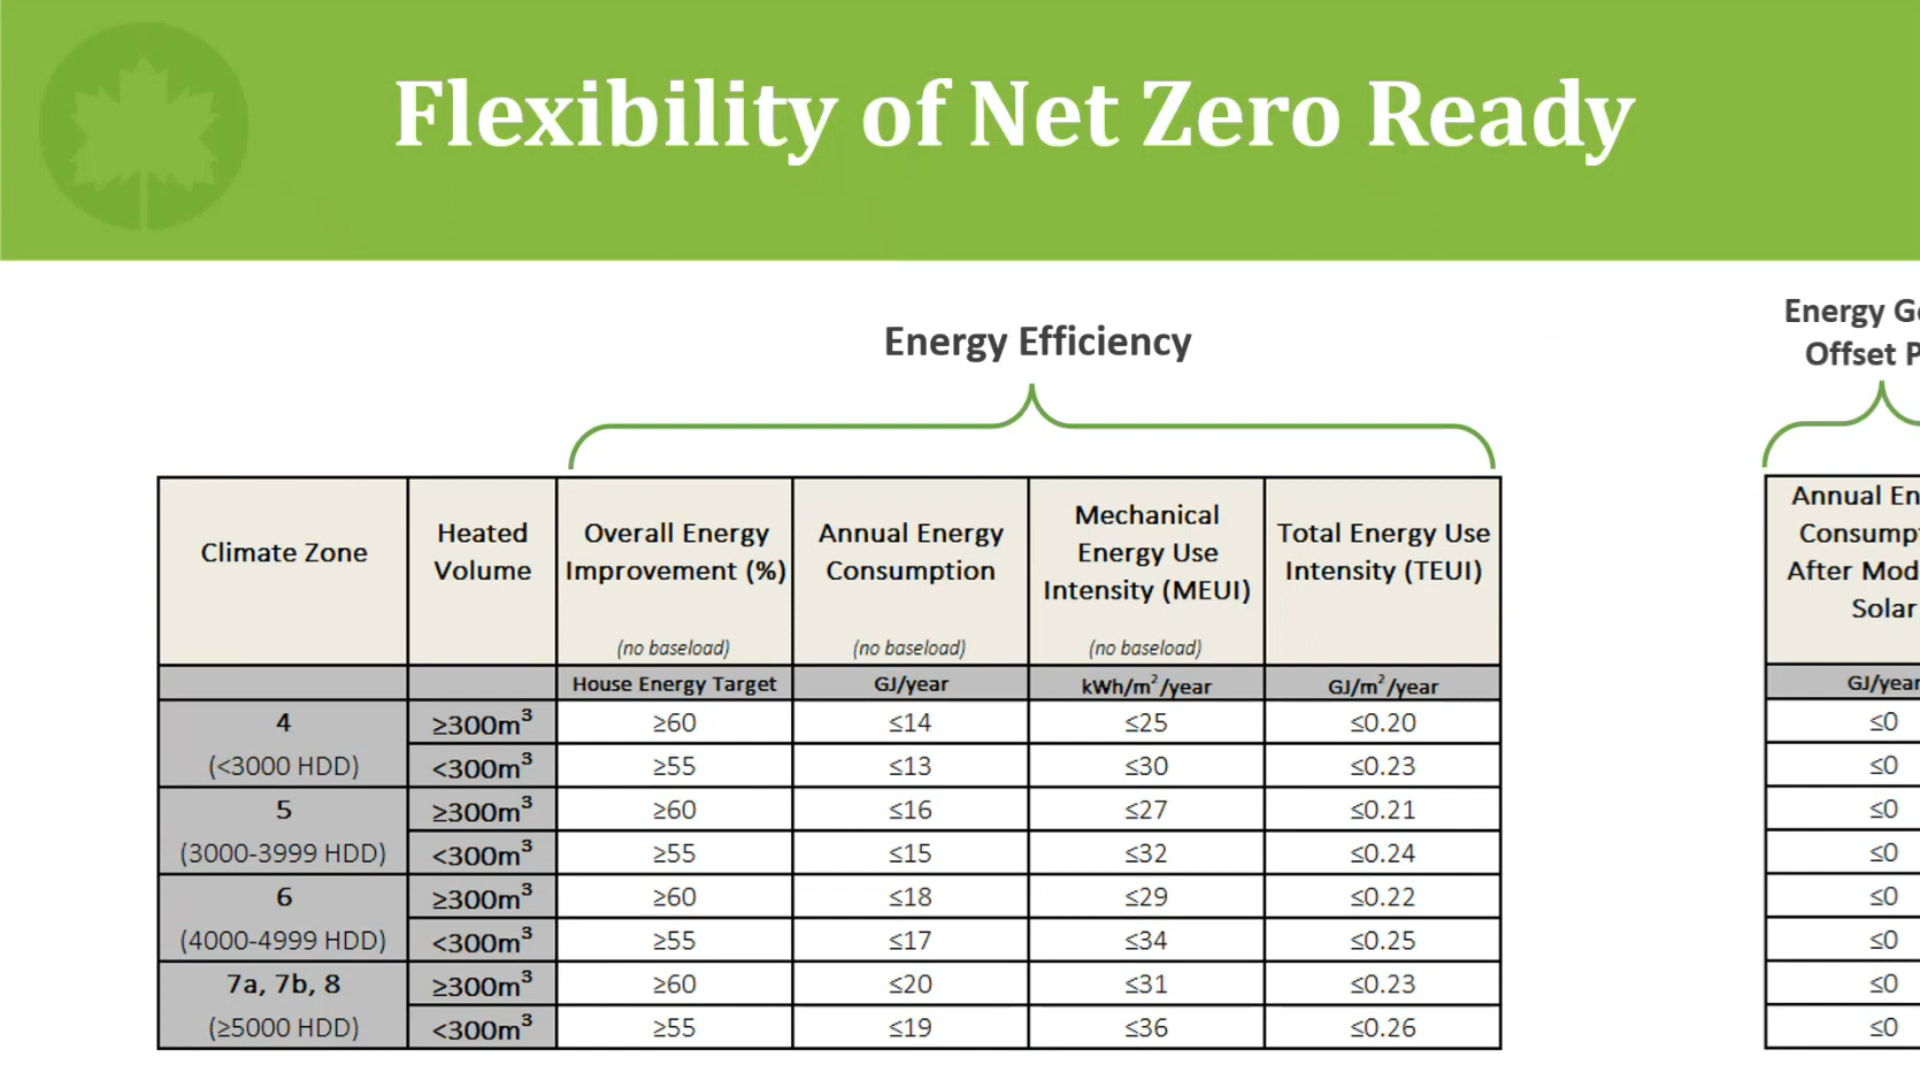 Flexibility of Net Zero Ready
Energy Efficiency
Energy
Offset
Climate Zone
Heated
Volume
Overall Energy
Improvement (%)
(no baseload)
Annual Energy
Consumption
(no baseload)
Mechanical
Energy Use
Intensity (MEUI)
(no baseload)
Total Energy Use
Intensity (TEUI)
Annual
After
Solar
House Energy Target GJ/year kWh/m²/year GJ/m²/year
4 ≥300m³ ≥60 ≤14 ≤25 ≤0.20 ≤0
(<3000 HDD) <300m³ ≥55 ≤13 ≤30 ≤0.23 ≤0
5 ≥300m³ ≥60 ≤16 ≤27 ≤0.21 ≤0
(3000-3999 HDD) <300m³ ≥55 ≤15 ≤32 ≤0.24 ≤0
6 ≥300m³ ≥60 ≤18 ≤29 ≤0.22 ≤0
(4000-4999 HDD) <300m³ ≥55 ≤17 ≤34 ≤0.25 ≤0
7a, 7b, 8 ≥300m³ ≥60 ≤20 ≤31 ≤0.23 ≤0
(≥5000 HDD) <300m³ ≥55 ≤19 ≤36 ≤0.26 ≤0